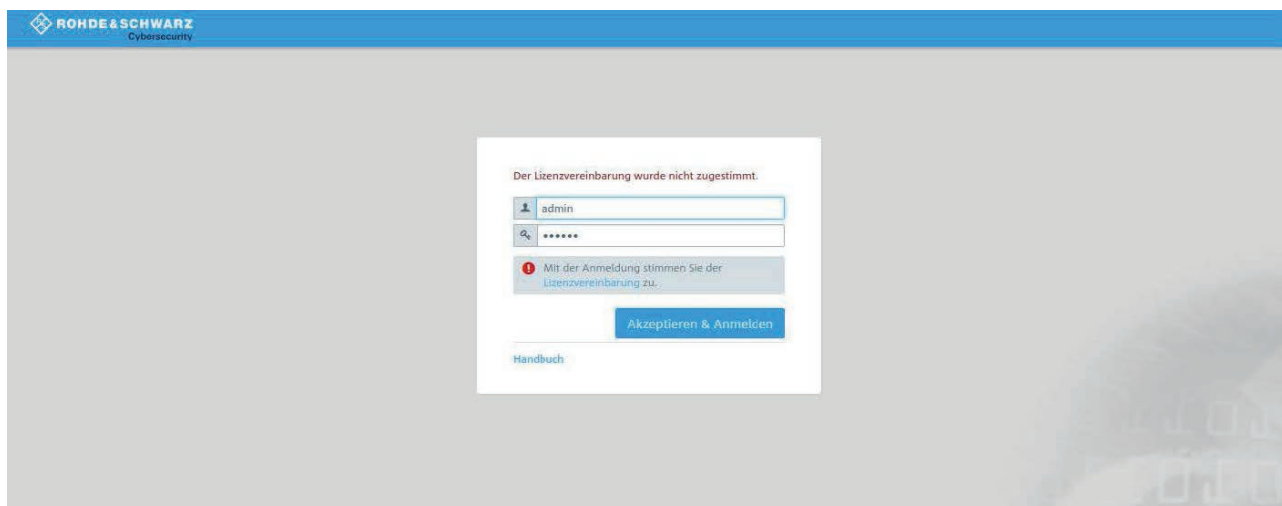 ROHDE&SCHWARZ
Cybersecurity
Der Lizenzvereinbarung wurde nicht zugestimmt.
admin
••••••
Mit der Anmeldung stimmen Sie der
Lizenzvereinbarung zu.
Akzeptieren & Anmelden
Handbuch